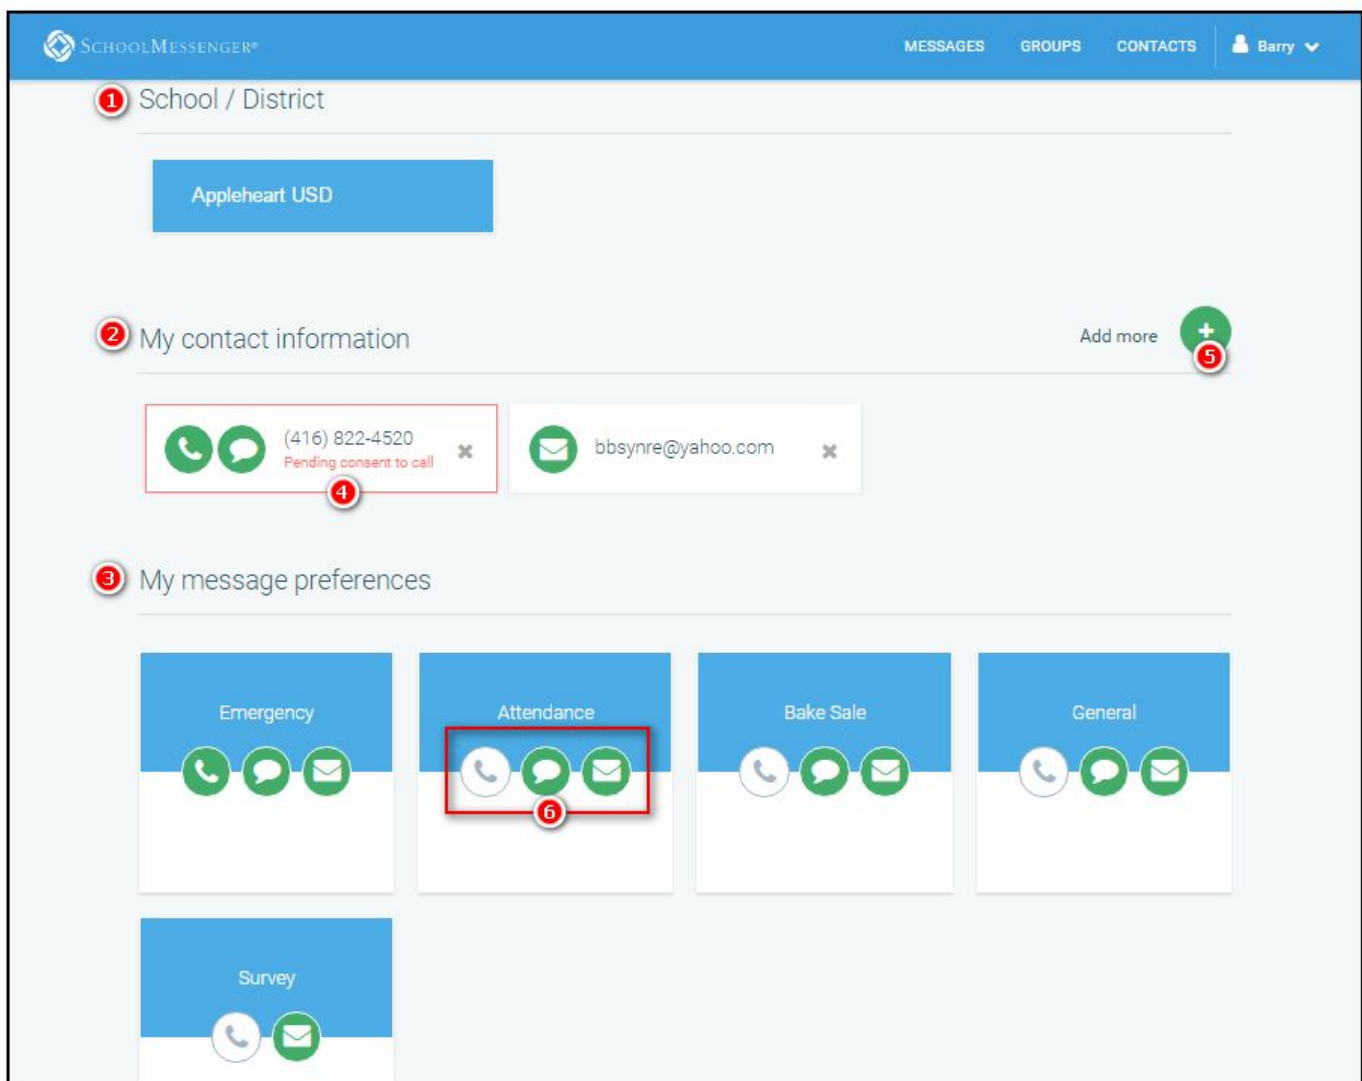 SCHOOLMESSENGER®
MESSAGES GROUPS CONTACTS Barry
1 School / District
Appleheart USD
2 My contact information Add more
5
(416) 822-4520
Pending consent to call
bbsynre@yahoo.com
4
3 My message preferences
Emergency Attendance Bake Sale General
6
Survey